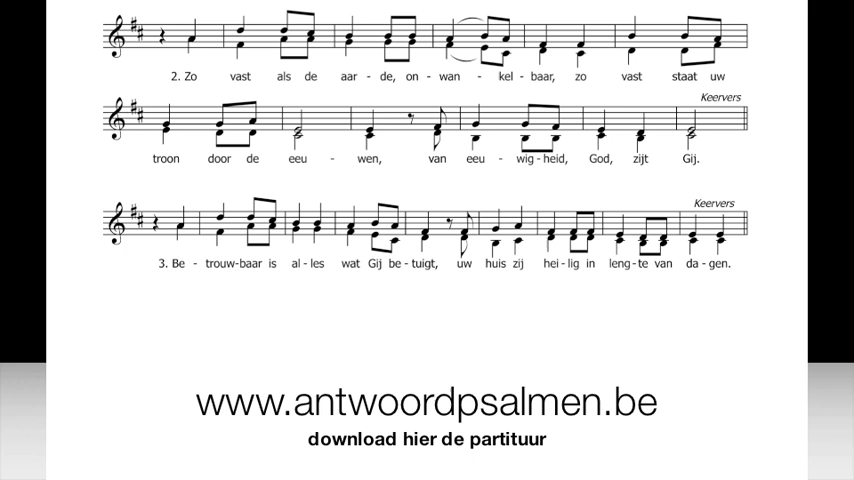 2. Zo vast als de aar - de, on - wan - kel - baar, zo vast staat uw
Keervers
troon door de eeu - wen, van eeu - wig - heid, God, zijt Gij.
Keervers
3. Be - trouw - baar is al - les wat Gij be - tuigt, uw huis zij hei - lig in leng - te van da - gen.
www.antwoordpsalmen.be
download hier de partituur